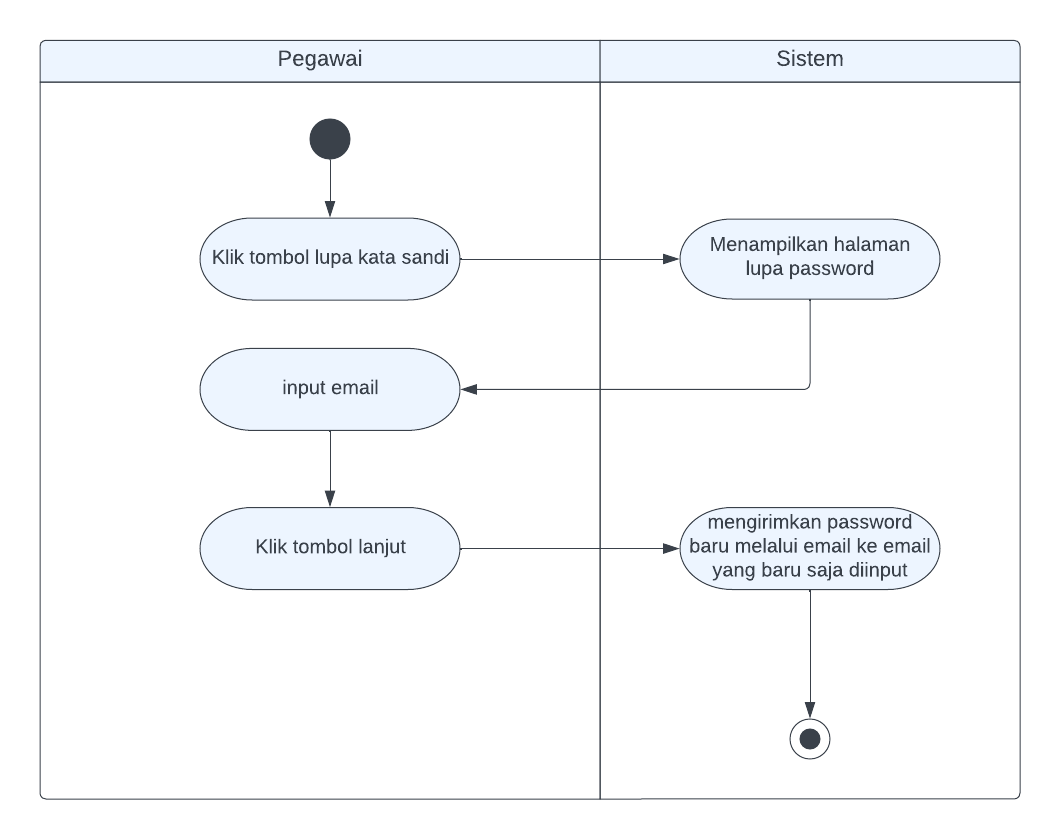 Pegawai
Sistem
Klik tombol lupa kata sandi
Menampilkan halaman
lupa password
input email
Klik tombol lanjut
mengirimkan password
baru melalui email ke email
yang baru saja diinput